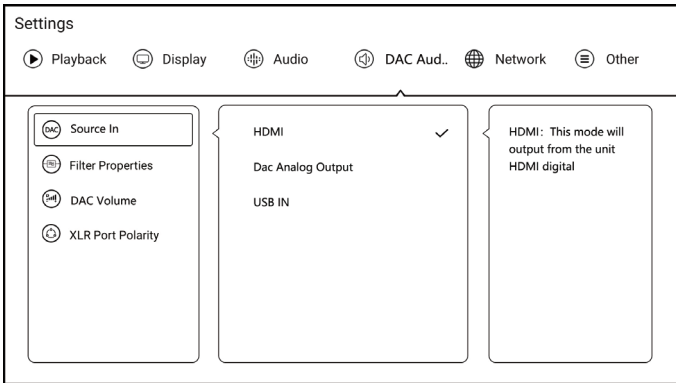 Settings
Playback
Display
Audio
DAC Aud..
Network
Other
DAC
Source In
Filter Properties
DAC Volume
XLR Port Polarity
HDMI
Dac Analog Output
USB IN
HDMI: This mode will
output from the unit
HDMI digital